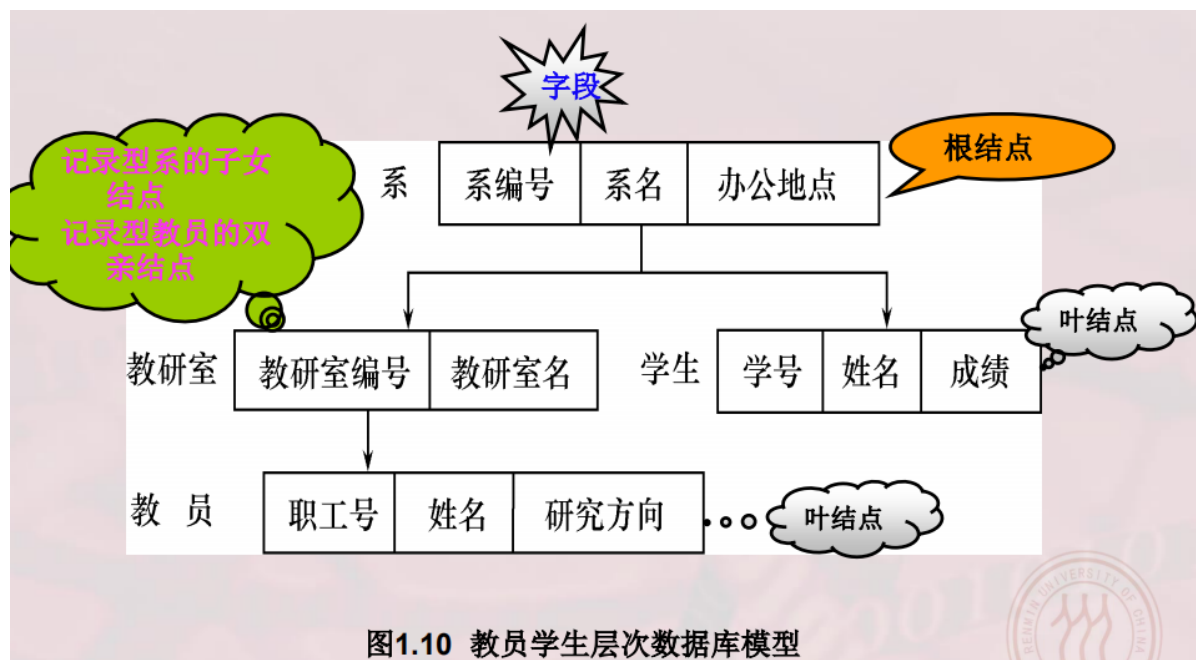 字段
记录型系的子女
结点
记录型教员的双
亲结点
系 系编号 系名 办公地点
根结点
教研室 教研室编号 教研室名
学生 学号 姓名 成绩
叶结点
教 员 职工号 姓名 研究方向
叶结点
RENMIN UNIVERSITY OF CHINA
图1.10 教员学生层次数据库模型